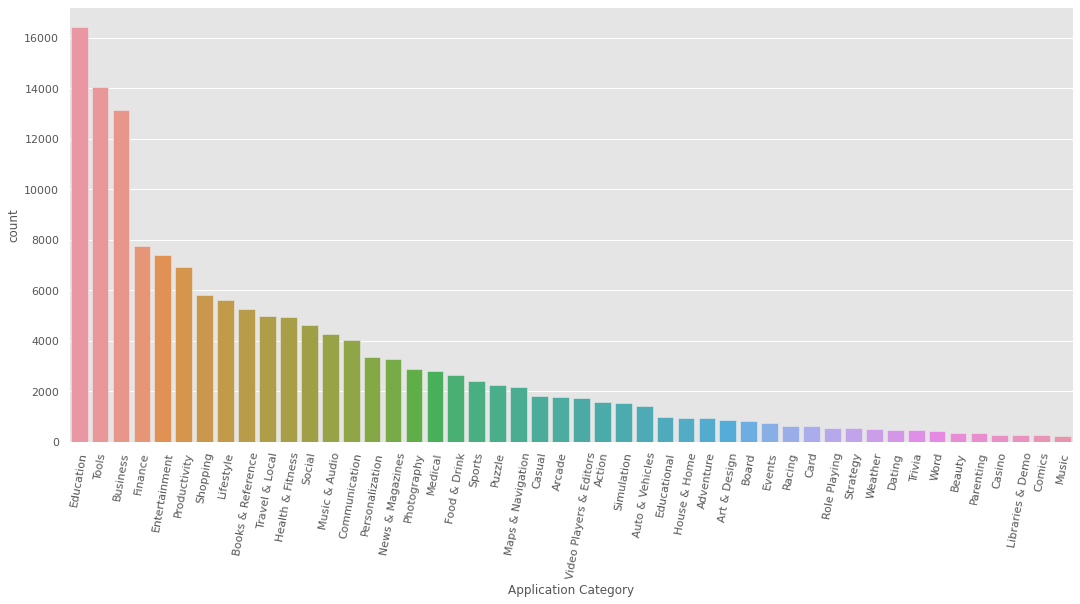 16000
14000
12000
10000
8000
6000
4000
2000
0
count
Education
Tools
Business
Finance
Entertainment
Productivity
Shopping
Lifestyle
Books & Reference
Travel & Local
Health & Fitness
Social
Music & Audio
Communication
Personalization
News & Magazines
Photography
Medical
Food & Drink
Sports
Puzzle
Maps & Navigation
Casual
Arcade
Video Players & Editors
Action
Simulation
Auto & Vehicles
Educational
House & Home
Adventure
Art & Design
Board
Events
Racing
Card
Role Playing
Strategy
Weather
Dating
Trivia
Word
Beauty
Parenting
Casino
Libraries & Demo
Comics
Music
Application Category